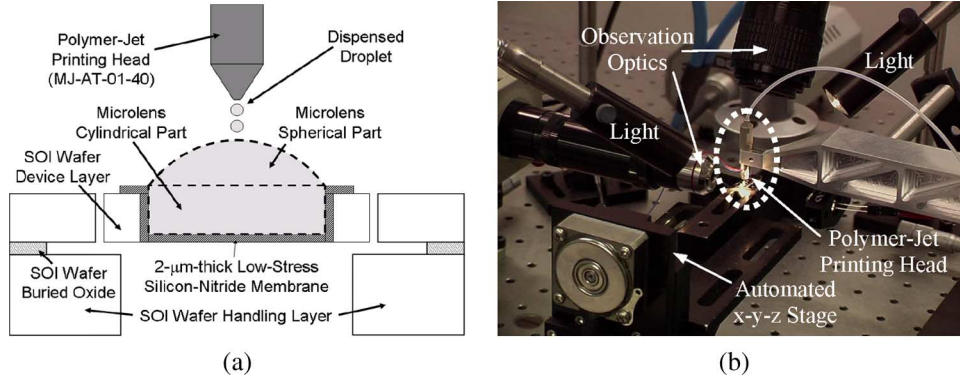 Polymer-Jet
Printing Head
(MJ-AT-01-40)
Dispensed
Droplet
Microlens
Cylindrical Part
Microlens
Spherical Part
SOI Wafer
Device Layer
SOI Wafer
Buried Oxide
2-μm-thick Low-Stress
Silicon-Nitride Membrane
SOI Wafer Handling Layer
(a)
Observation
Optics
Light
Light
Polymer-Jet
Printing Head
Automated
x-y-z Stage
(b)